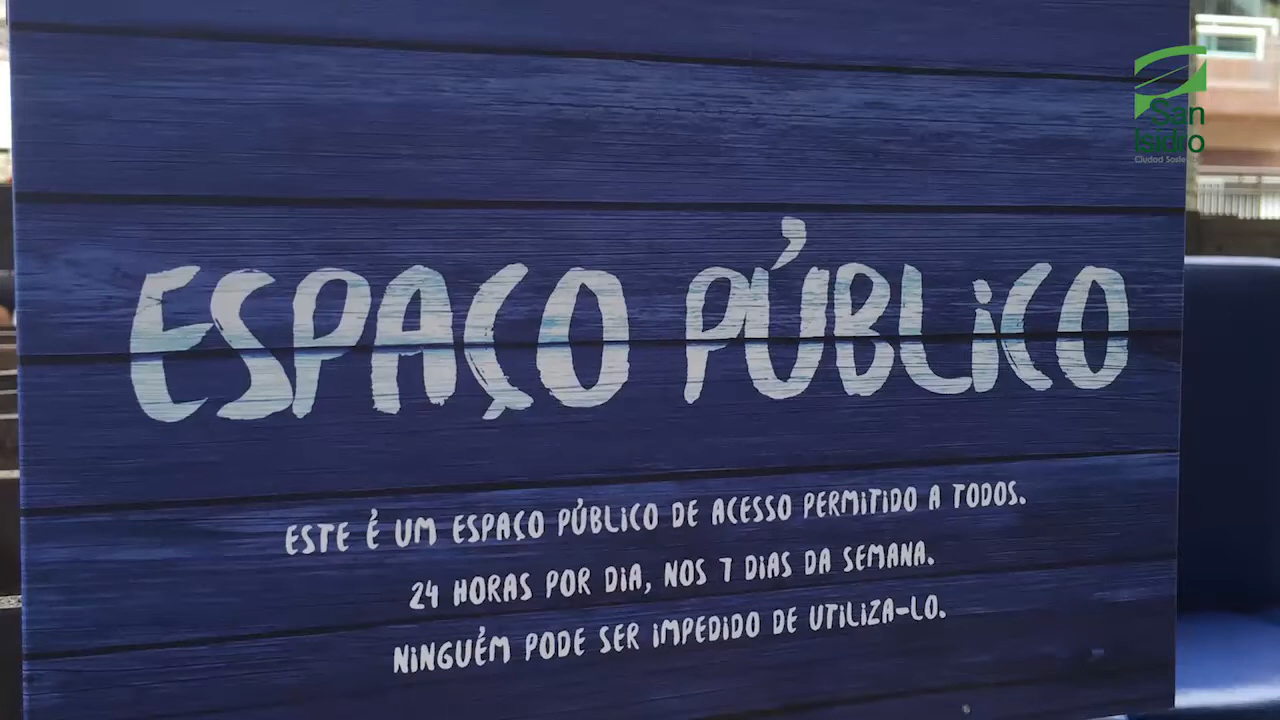 San
Isidro
ESPAÇO PÚBLICO
ESTE É UM ESPAÇO PÚBLICO DE ACESSO PERMITIDO A TODOS.
24 HORAS POR DIA, NOS 7 DIAS DA SEMANA.
NINGUÉM PODE SER IMPEDIDO DE UTILIZA-LO.